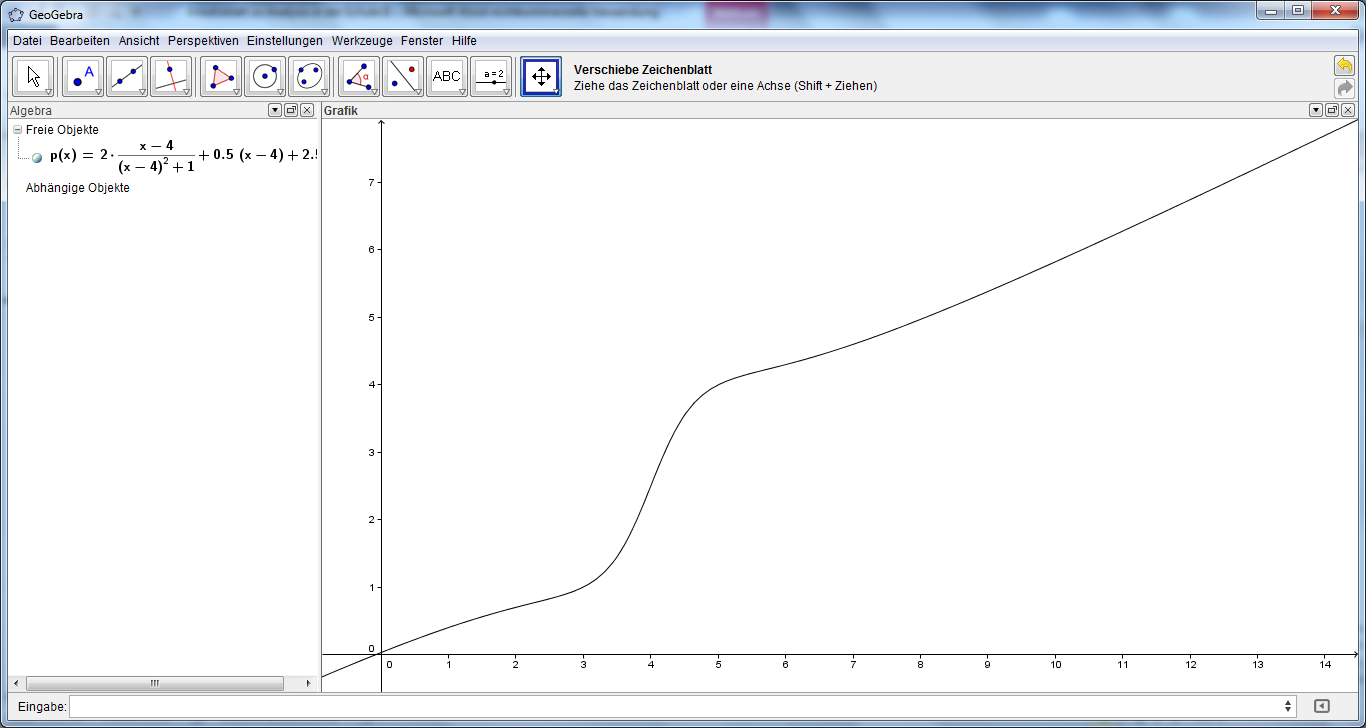 GeoGebra
Datei Bearbeiten Ansicht Perspektiven Einstellungen Werkzeuge Fenster Hilfe
A
α
ABC
a = 2
Verschiebe Zeichenblatt
Ziehe das Zeichenblatt oder eine Achse (Shift + Ziehen)
Algebra
Grafik
Freie Objekte
p(x) = 2 · (x − 4)/((x − 4)² + 1) + 0.5 (x − 4) + 2.
Abhängige Objekte
7
6
5
4
3
2
1
0
0 1 2 3 4 5 6 7 8 9 10 11 12 13 14
Eingabe: